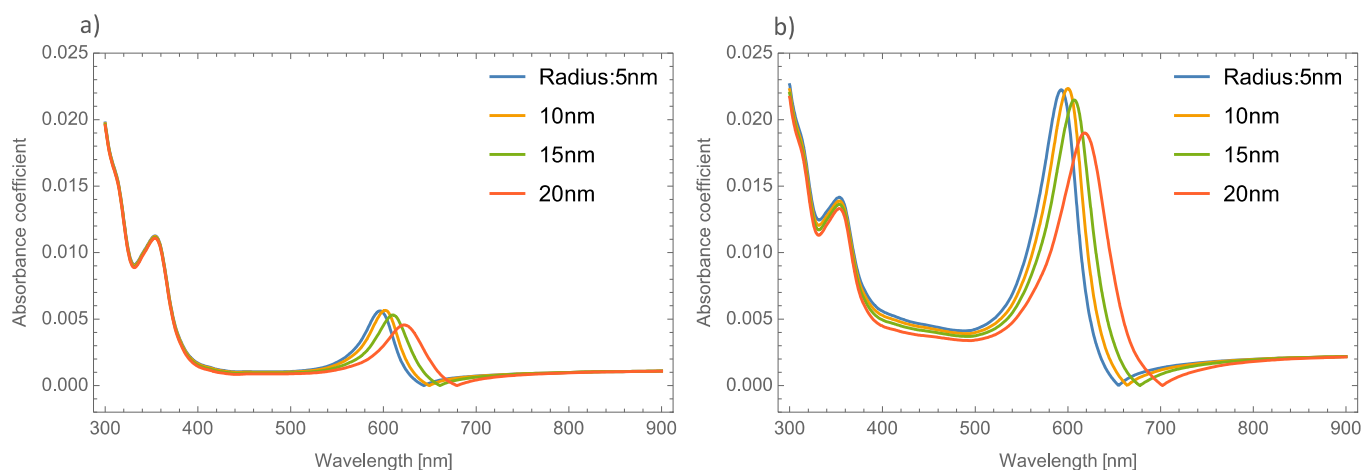 a)
0.025
0.020
0.015
0.010
0.005
0.000
Absorbance coefficient
300 400 500 600 700 800 900
Wavelength [nm]
Radius:5nm
10nm
15nm
20nm
b)
0.025
0.020
0.015
0.010
0.005
0.000
Absorbance coefficient
300 400 500 600 700 800 900
Wavelength [nm]
Radius:5nm
10nm
15nm
20nm